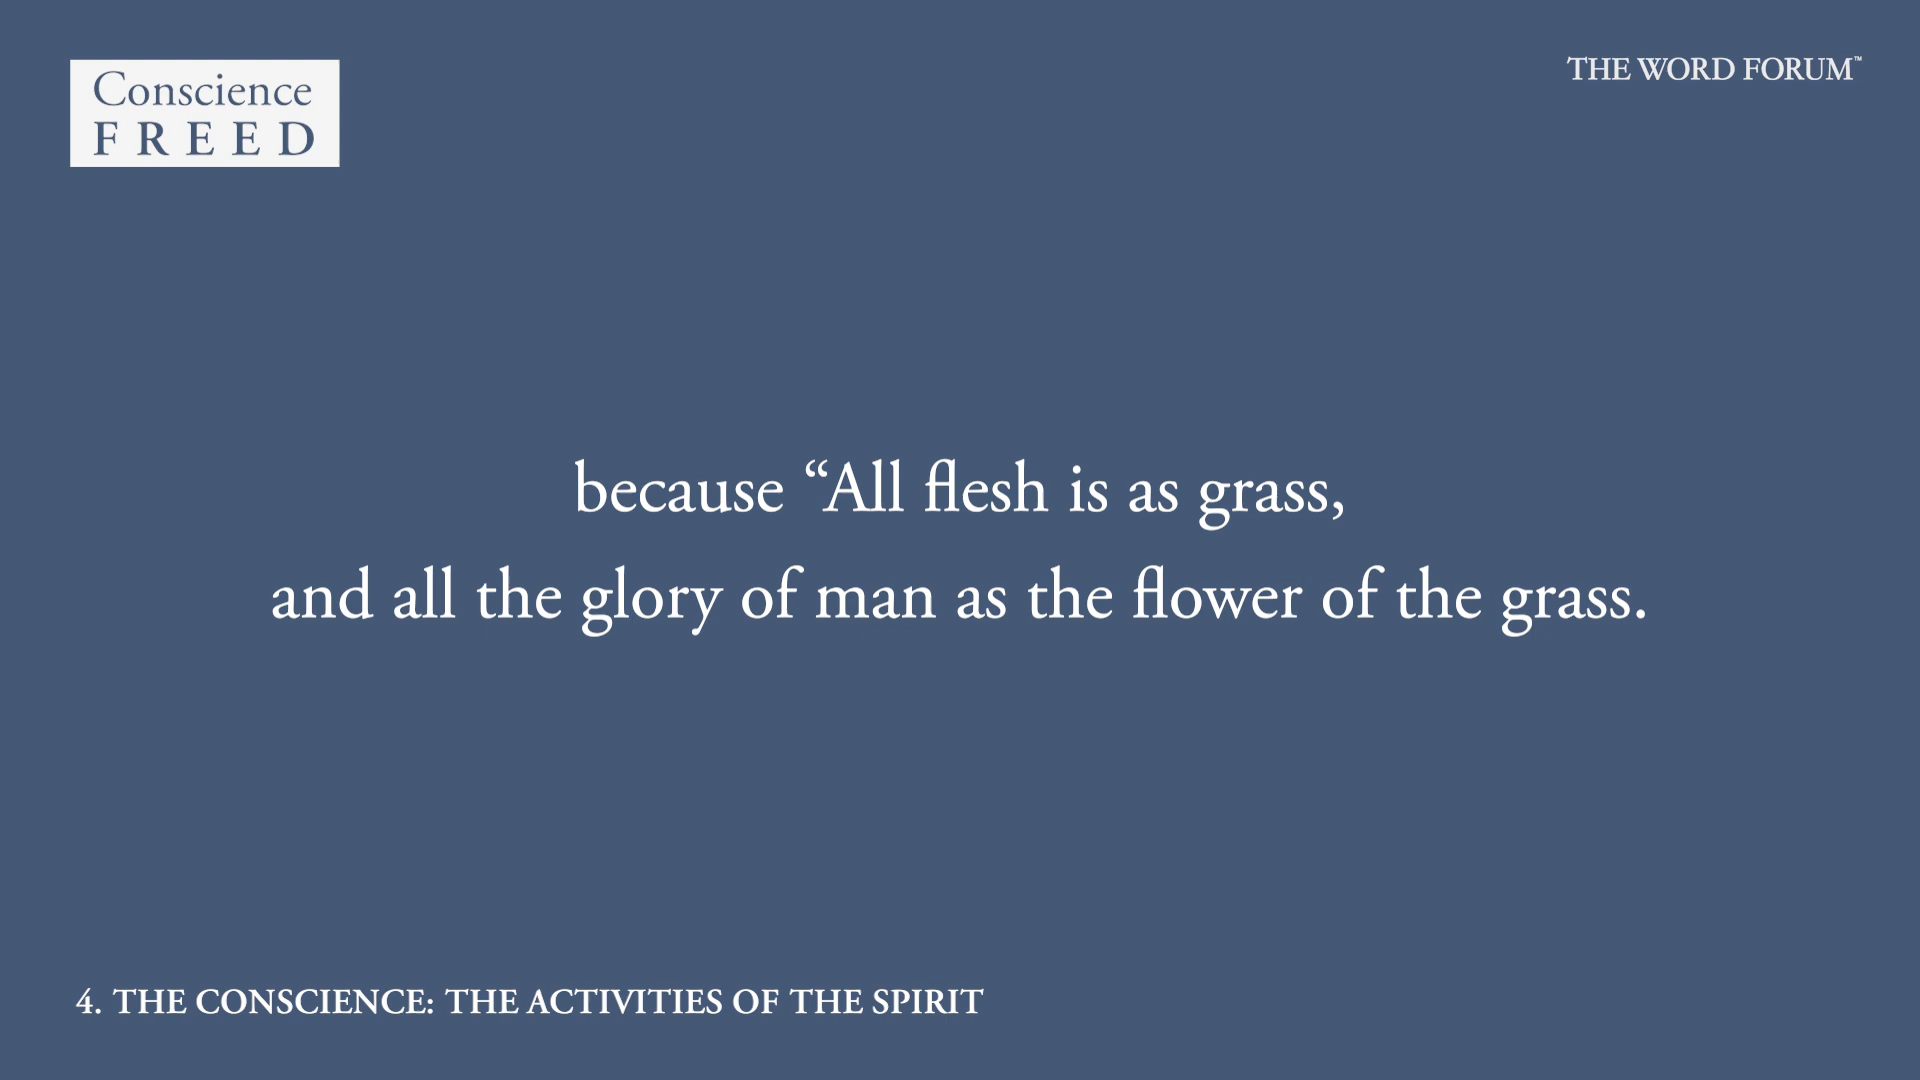 Conscience
FREED
THE WORD FORUM™
because “All flesh is as grass,
and all the glory of man as the flower of the grass.
4. THE CONSCIENCE: THE ACTIVITIES OF THE SPIRIT